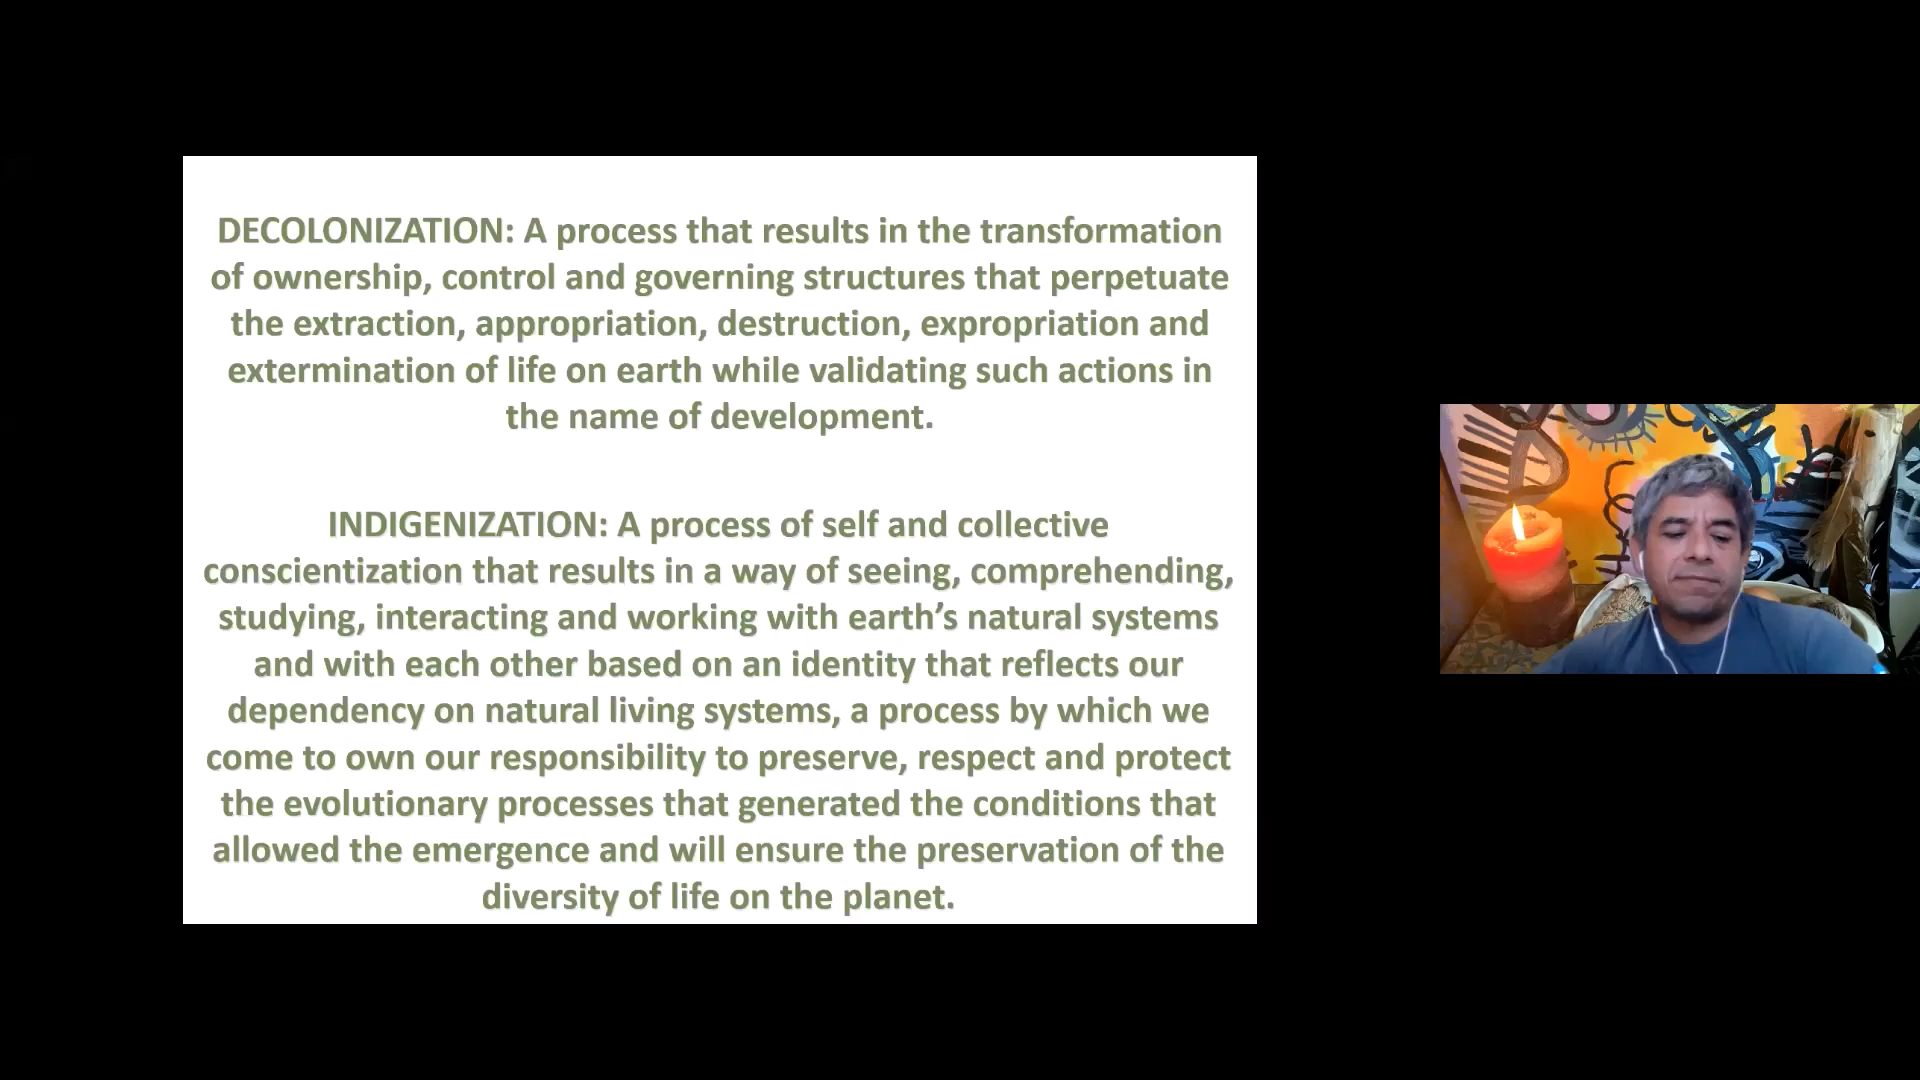 DECOLONIZATION: A process that results in the transformation
of ownership, control and governing structures that perpetuate
the extraction, appropriation, destruction, expropriation and
extermination of life on earth while validating such actions in
the name of development.
INDIGENIZATION: A process of self and collective
conscientization that results in a way of seeing, comprehending,
studying, interacting and working with earth’s natural systems
and with each other based on an identity that reflects our
dependency on natural living systems, a process by which we
come to own our responsibility to preserve, respect and protect
the evolutionary processes that generated the conditions that
allowed the emergence and will ensure the preservation of the
diversity of life on the planet.